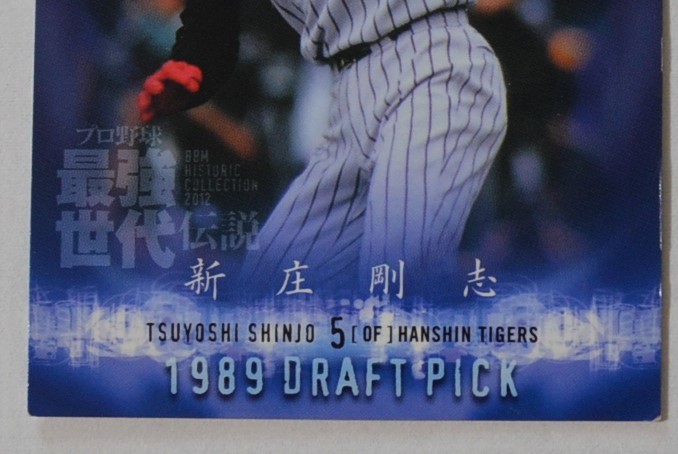 プロ野球
最強
世代伝説
BBM
HISTORIC
COLLECTION
2012
新庄剛志
TSUYOSHI SHINJO 5 [OF] HANSHIN TIGERS
1989 DRAFT PICK